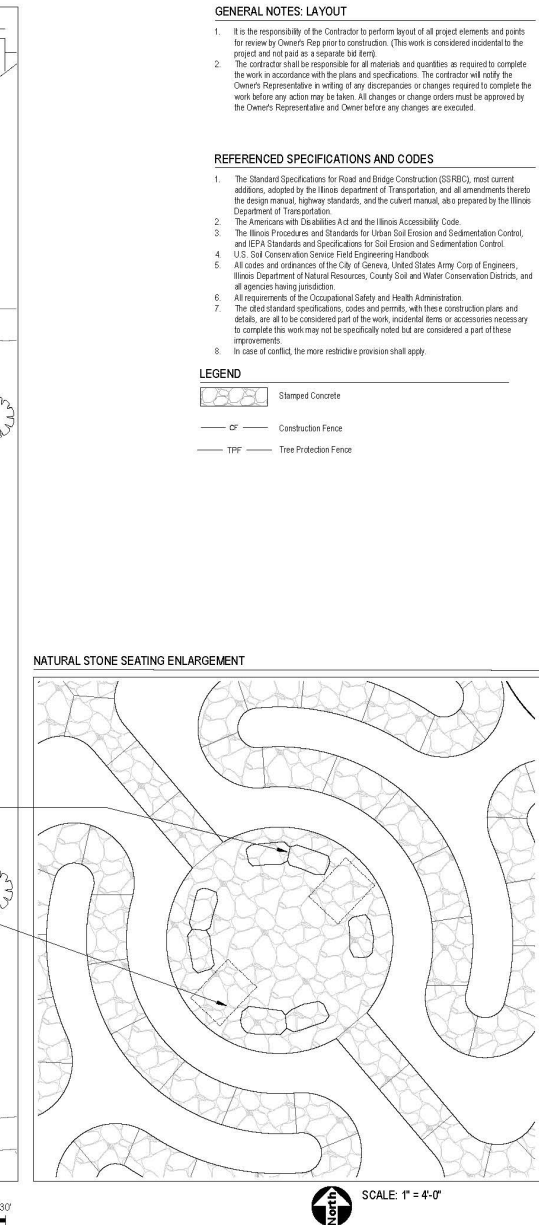 GENERAL NOTES: LAYOUT
1. It is the responsibility of the Contractor to perform layout of all project elements and points
for review by Owner's Rep prior to construction. (This work is considered incidental to the
project and not paid as a separate bid item).
2. The contractor shall be responsible for all materials and quantities as required to complete
the work in accordance with the plans and specifications. The contractor will notify the
Owner's Representative in writing of any discrepancies or changes required to complete the
work before any action may be taken. All changes or change orders must be approved by
the Owner's Representative and Owner before any changes are executed.
REFERENCED SPECIFICATIONS AND CODES
1. The Standard Specifications for Road and Bridge Construction (SSRBC), most current
additions, adopted by the Illinois department of Transportation, and all amendments thereto
the design manual, highway standards, and the culvert manual, also prepared by the Illinois
Department of Transportation.
2. The Americans with Disabilities Act and the Illinois Accessibility Code.
3. The Illinois Procedures and Standards for Urban Soil Erosion and Sedimentation Control,
and IEPA Standards and Specifications for Soil Erosion and Sedimentation Control.
4. U.S. Soil Conservation Service Field Engineering Handbook
5. All codes and ordinances of the City of Geneva, United States Army Corp of Engineers,
Illinois Department of Natural Resources, County Soil and Water Conservation Districts, and
all agencies having jurisdiction.
6. All requirements of the Occupational Safety and Health Administration.
7. The cited standard specifications, codes and permits, with these construction plans and
details, are all to be considered part of the work, incidental items or accessories necessary
to complete this work may not be specifically noted but are considered a part of these
improvements.
8. In case of conflict, the more restrictive provision shall apply.
LEGEND
Stamped Concrete
CF Construction Fence
TPF Tree Protection Fence
NATURAL STONE SEATING ENLARGEMENT
30'
North
SCALE: 1" = 4'-0"